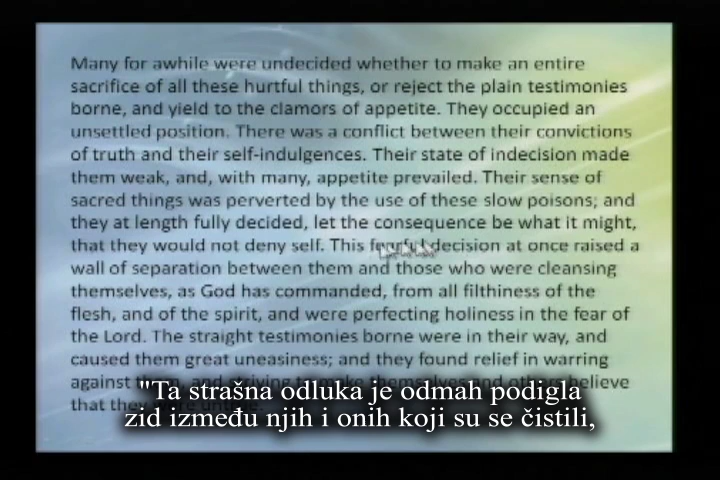 Many for awhile were undecided whether to make an entire
sacrifice of all these hurtful things, or reject the plain testimonies
borne, and yield to the clamors of appetite. They occupied an
unsettled position. There was a conflict between their convictions
of truth and their self-indulgences. Their state of indecision made
them weak, and, with many, appetite prevailed. Their sense of
sacred things was perverted by the use of these slow poisons; and
they at length fully decided, let the consequence be what it might,
that they would not deny self. This fearful decision at once raised a
wall of separation between them and those who were cleansing
themselves, as God has commanded, from all filthiness of the
flesh, and of the spirit, and were perfecting holiness in the fear of
the Lord. The straight testimonies borne were in their way, and
caused them great uneasiness; and they found relief in warring
against believe
that they
"Ta strašna odluka je odmah podigla
zid između njih i onih koji su se čistili,